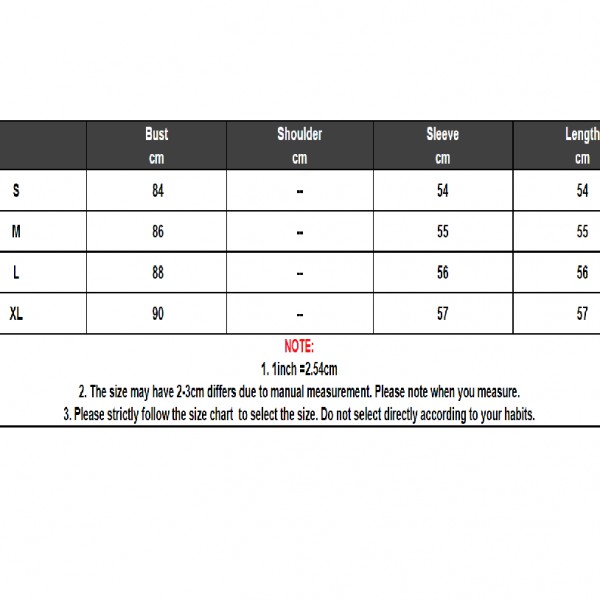 Bust Shoulder Sleeve Length
cm cm cm cm
S 84 -- 54 54
M 86 -- 55 55
L 88 -- 56 56
XL 90 -- 57 57
NOTE:
1. 1inch =2.54cm
2. The size may have 2-3cm differs due to manual measurement. Please note when you measure.
3. Please strictly follow the size chart to select the size. Do not select directly according to your habits.